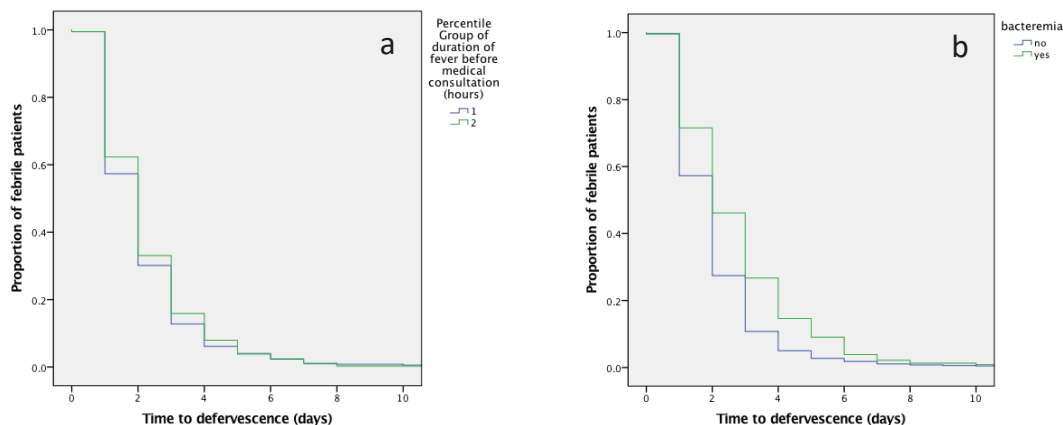 a
Percentile
Group of
duration of
fever before
medical
consultation
(hours)
1
2
Proportion of febrile patients
1.0
0.8
0.6
0.4
0.2
0.0
0 2 4 6 8 10
Time to defervescence (days)
b
bacteremia
no
yes
Proportion of febrile patients
1.0
0.8
0.6
0.4
0.2
0.0
0 2 4 6 8 10
Time to defervescence (days)